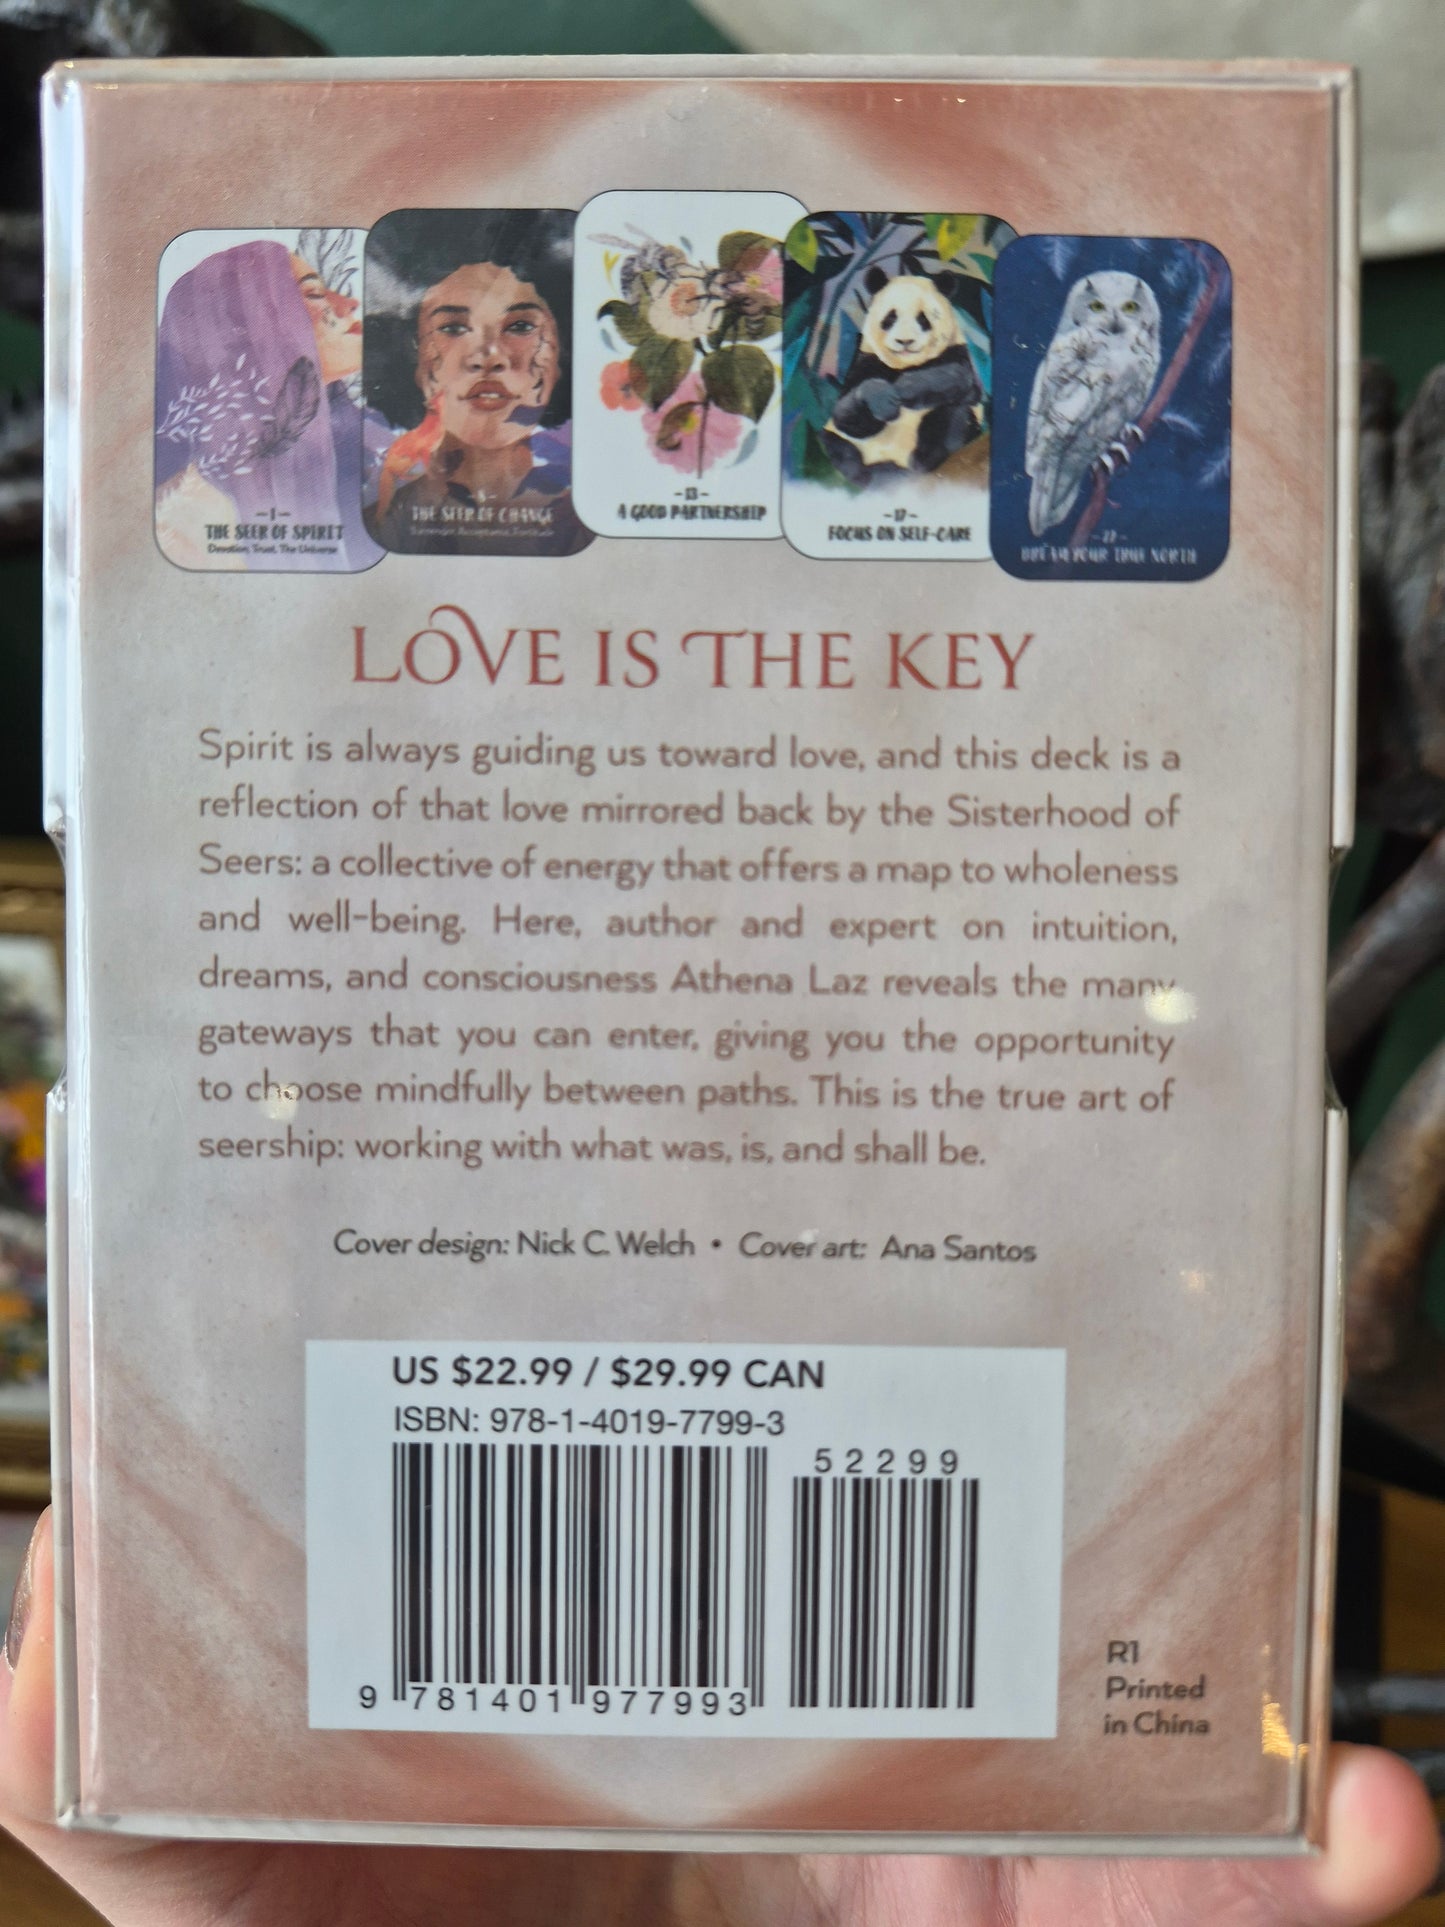 -1-
THE SEER OF SPIRIT
Devotion, Trust, The Universe
THE SEER OF CHANGE
-13-
A GOOD PARTNERSHIP
-17-
FOCUS ON SELF-CARE
TRUE NORTH
LOVE IS THE KEY
Spirit is always guiding us toward love, and this deck is a
reflection of that love mirrored back by the Sisterhood of
Seers: a collective of energy that offers a map to wholeness
and well-being. Here, author and expert on intuition,
dreams, and consciousness Athena Laz reveals the many
gateways that you can enter, giving you the opportunity
to choose mindfully between paths. This is the true art of
seership: working with what was, is, and shall be.
Cover design: Nick C. Welch • Cover art: Ana Santos
US $22.99 / $29.99 CAN
ISBN: 978-1-4019-7799-3
52299
9 781401 977993
R1
Printed
in China